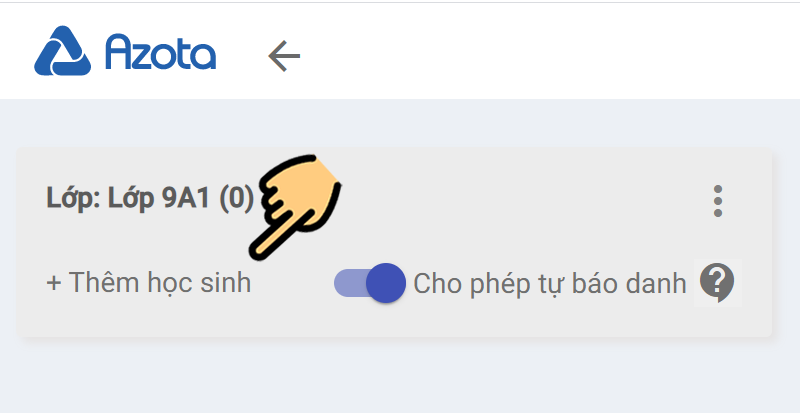 Azota
Lớp: Lớp 9A1 (0)
+ Thêm học sinh
Cho phép tự báo danh ?